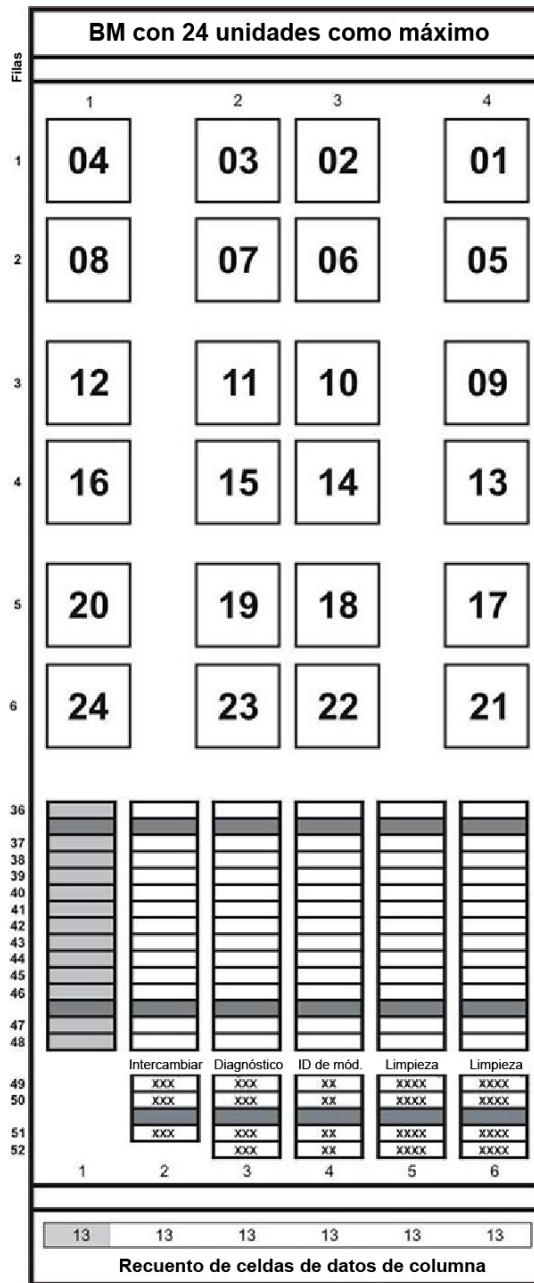 BM con 24 unidades como máximo
Filas
1 2 3 4
1 04 03 02 01
2 08 07 06 05
3 12 11 10 09
4 16 15 14 13
5 20 19 18 17
6 24 23 22 21
36
37
38
39
40
41
42
43
44
45
46
47
48
Intercambiar Diagnóstico ID de mód. Limpieza Limpieza
49 XXX XXX XX XXXX XXXX
50 XXX XXX XX XXXX XXXX
51 XXX XXX XX XXXX XXXX
52 XXX XX XXXX XXXX
1 2 3 4 5 6
13 13 13 13 13 13
Recuento de celdas de datos de columna